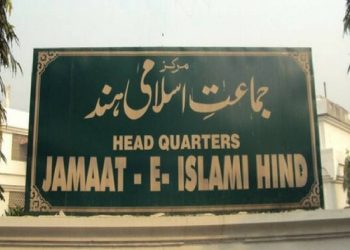 مرکز
جماعتِ اسلامی ہند
HEAD QUARTERS
JAMAAT - E- ISLAMI HIND